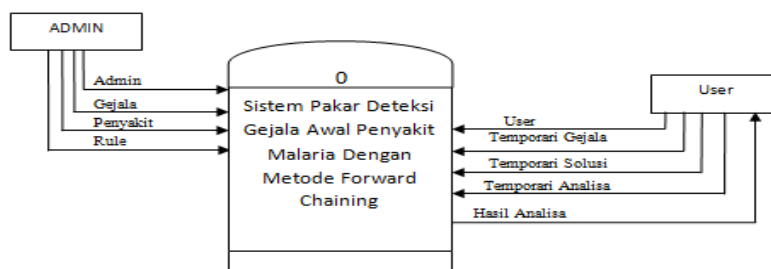 ADMIN
Admin
Gejala
Penyakit
Rule
0
Sistem Pakar Deteksi
Gejala Awal Penyakit
Malaria Dengan
Metode Forward
Chaining
User
User
Temporari Gejala
Temporari Solusi
Temporari Analisa
Hasil Analisa